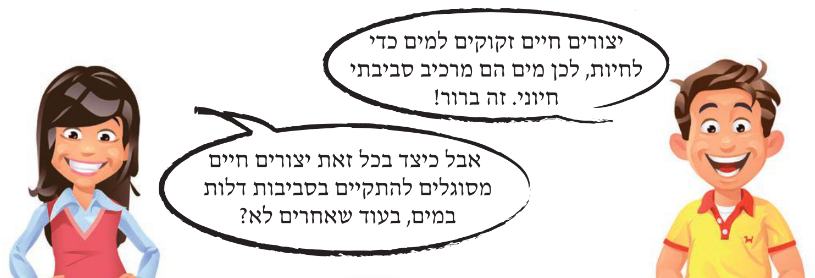 יצורים חיים זקוקים למים כדי
לחיות, לכן מים הם מרכיב סביבתי
חיוני. זה ברור!
אבל כיצד בכל זאת יצורים חיים
מסוגלים להתקיים בסביבות דלות
במים, בעוד שאחרים לא?